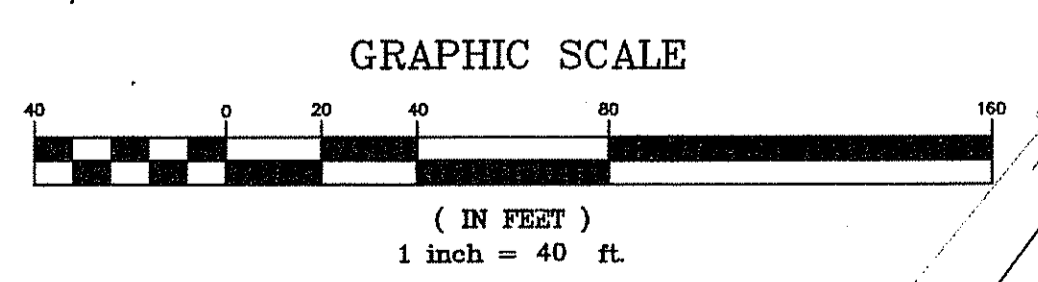 GRAPHIC SCALE
40 0 20 40 80 160
( IN FEET )
1 inch = 40 ft.